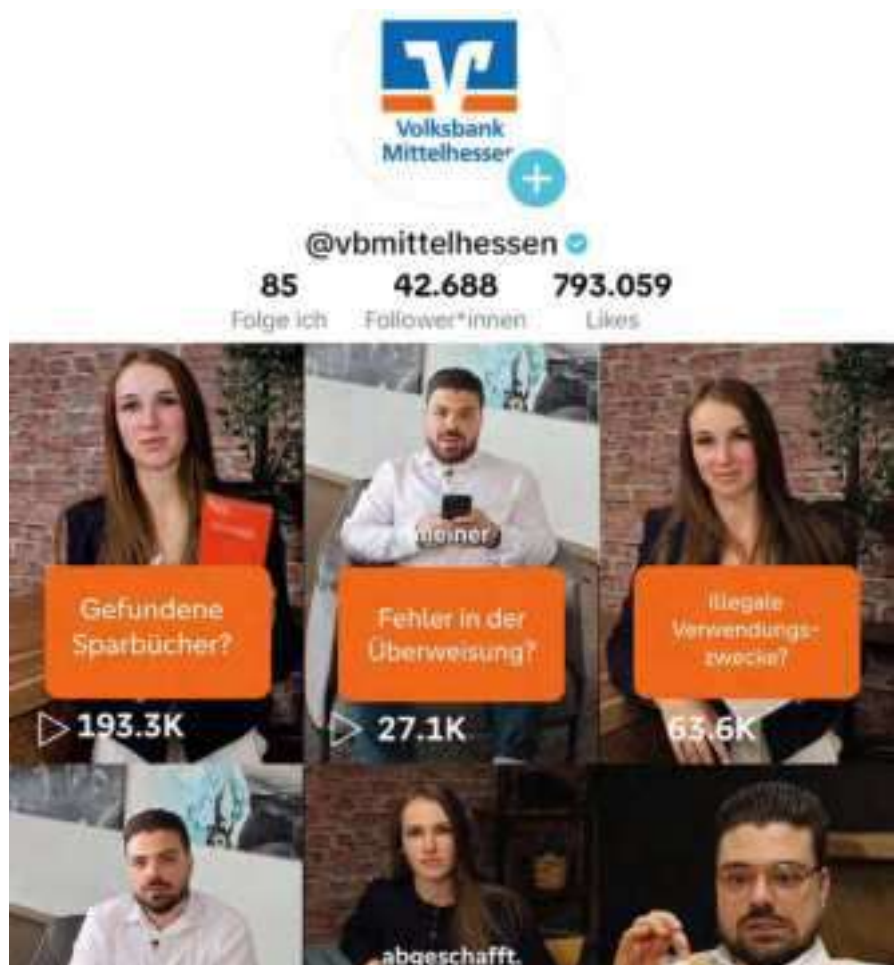 Volksbank
Mittelhessen
@vbmittelhessen
85 42.688 793.059
Folge ich Follower*innen Likes
meiner
Gefundene
Sparbücher?
Fehler in der
Überweisung?
Illegale
Verwendungs-
zwecke?
193.3K
27.1K
63.6K
abgeschafft.